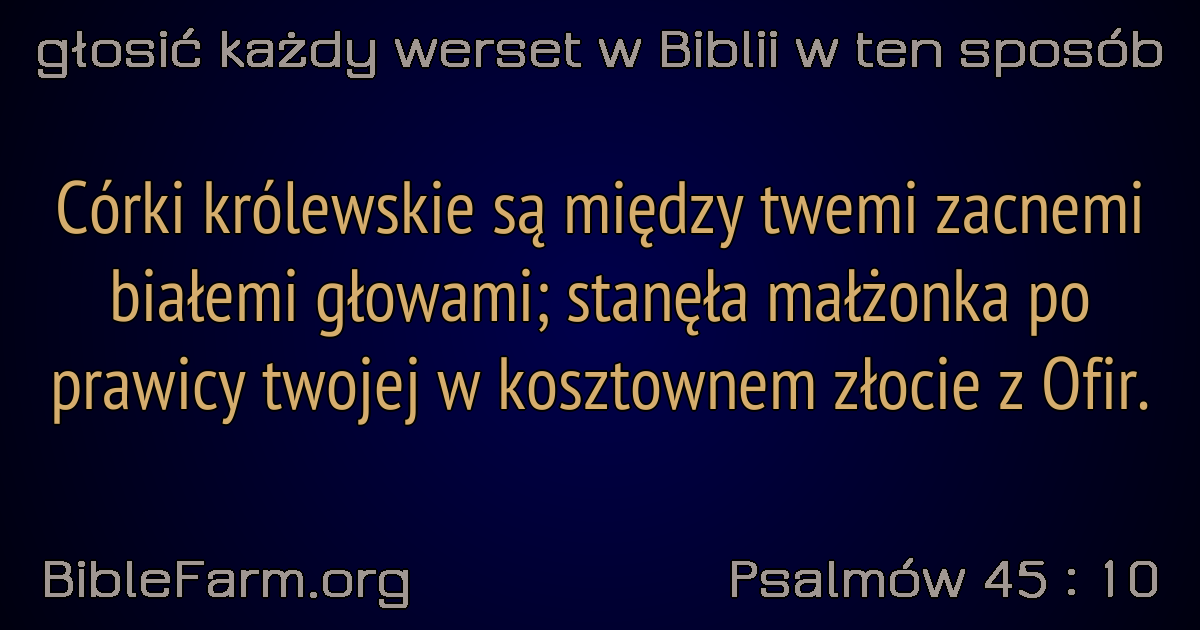 głosić każdy werset w Biblii w ten sposób
Córki królewskie są między twemi zacnemi
białemi głowami; stanęła małżonka po
prawicy twojej w kosztownem złocie z Ofir.
BibleFarm.org
Psalmów 45 : 10